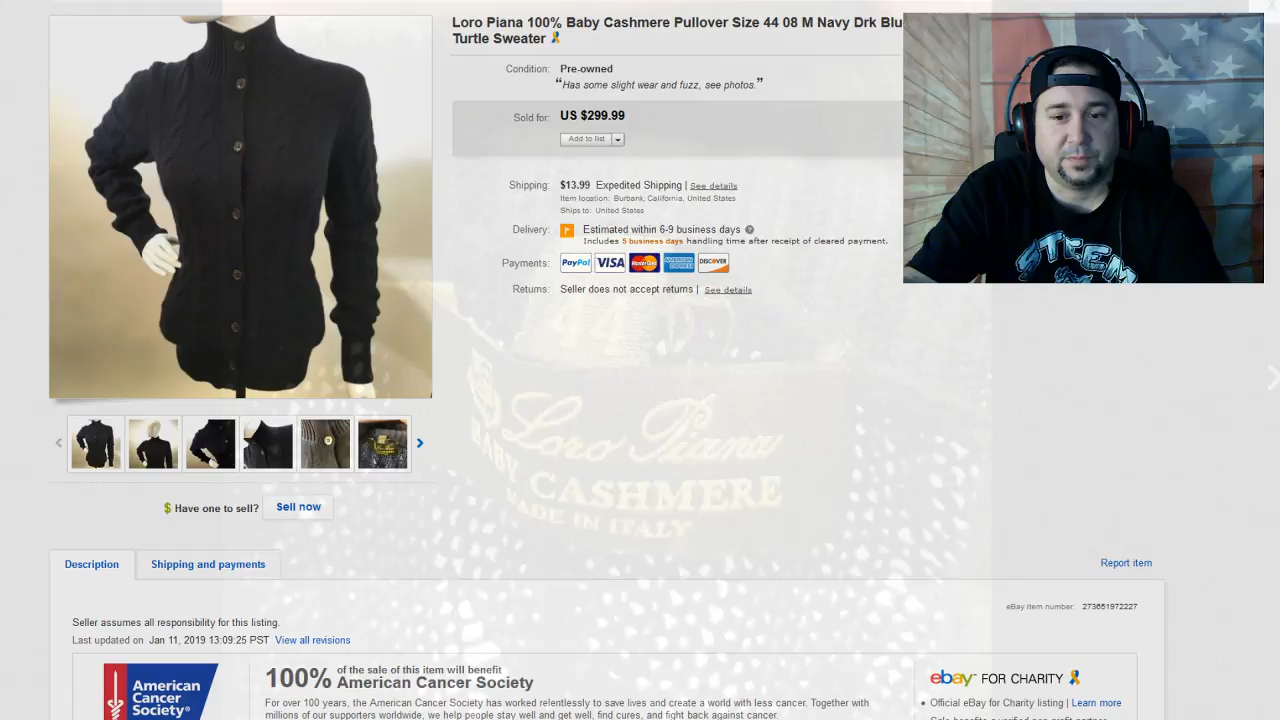 Loro Piana 100% Baby Cashmere Pullover Size 44 08 M Navy Drk Blu
Turtle Sweater
Condition: Pre-owned
“Has some slight wear and fuzz, see photos.”
Sold for: US $299.99
Add to list
Shipping: $13.99 Expedited Shipping | See details
Item location: Burbank, California, United States
Ships to: United States
Delivery: Estimated within 6-9 business days
Includes 5 business days handling time after receipt of cleared payment.
Payments: PayPal VISA MasterCard AMERICAN EXPRESS DISCOVER
Returns: Seller does not accept returns | See details
STEEM
44
Loro Piana
BABY CASHMERE
MADE IN ITALY
$ Have one to sell? Sell now
Description
Shipping and payments
Report item
eBay item number: 273651972227
Seller assumes all responsibility for this listing.
Last updated on Jan 11, 2019 13:09:25 PST View all revisions
American
Cancer
Society®
100% of the sale of this item will benefit
American Cancer Society
For over 100 years, the American Cancer Society has worked relentlessly to save lives and create a world with less cancer. Together with
millions of our supporters worldwide, we help people stay well and get well, find cures, and fight back against cancer.
ebay™ FOR CHARITY
• Official eBay for Charity listing | Learn more